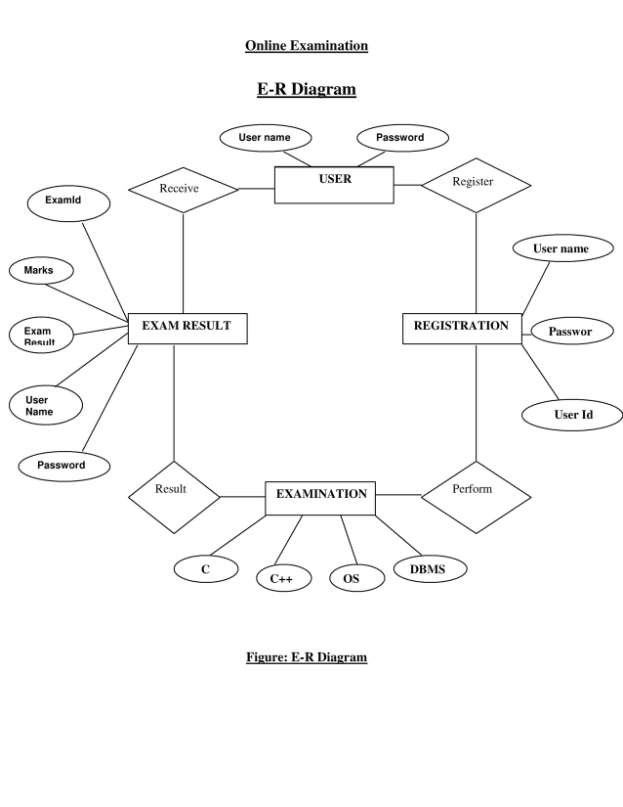 Online Examination
E-R Diagram
User name
Password
USER
Receive
Register
ExamId
User name
Marks
EXAM RESULT
REGISTRATION
Exam
Result
Passwor
User
Name
User Id
Password
Result
EXAMINATION
Perform
C
C++
OS
DBMS
Figure: E-R Diagram